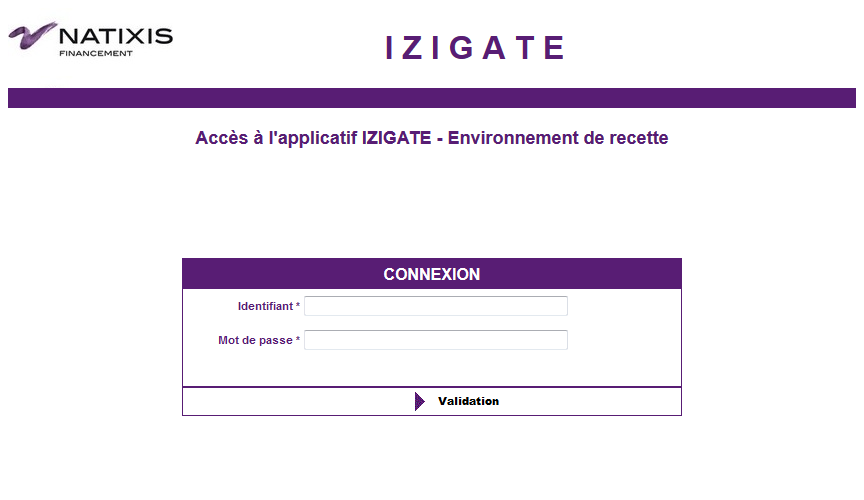 NATIXIS
FINANCEMENT
IZIGATE
Accès à l'applicatif IZIGATE - Environnement de recette
CONNEXION
Identifiant *
Mot de passe *
Validation